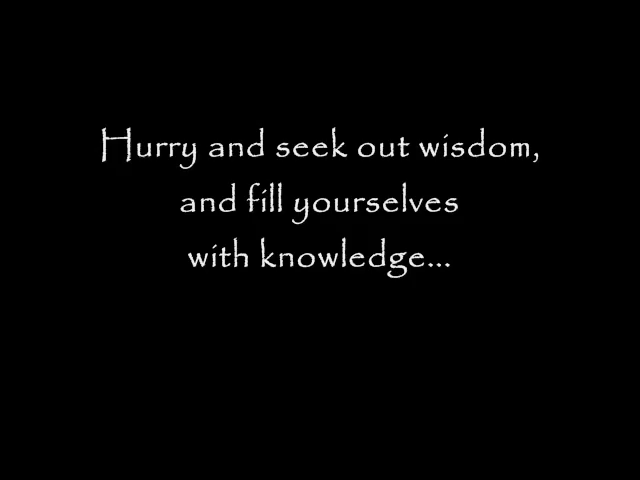 Hurry and seek out wisdom,
and fill yourselves
with knowledge...